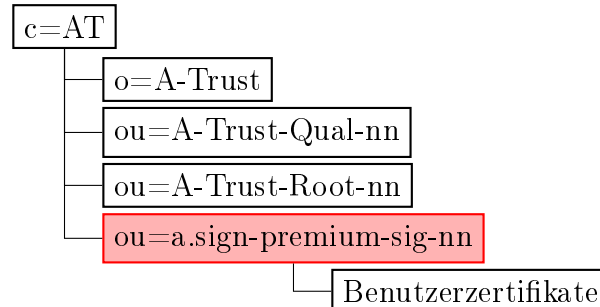 c=AT
o=A-Trust
ou=A-Trust-Qual-nn
ou=A-Trust-Root-nn
ou=a.sign-premium-sig-nn
Benutzerzertifikate